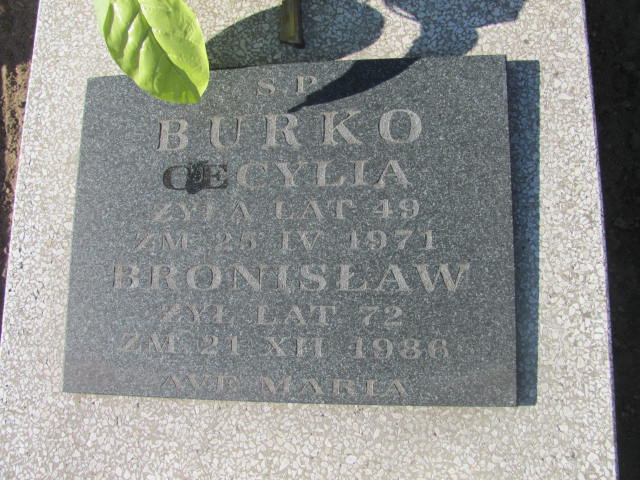 Ś.P.
BURKO
CECYLIA
ŻYŁA LAT 49
ZM. 25 IV 1971
BRONISŁAW
ŻYŁ LAT 72
ZM. 21 XII 1986
AVE MARIA